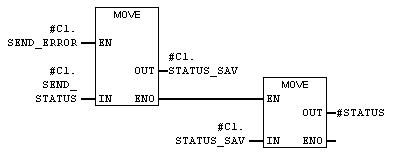 MOVE
#C1.
SEND_ERROR
EN
#C1.
OUT
STATUS_SAV
#C1.
SEND_
STATUS
IN
ENO
MOVE
EN
OUT
#STATUS
#C1.
STATUS_SAV
IN
ENO